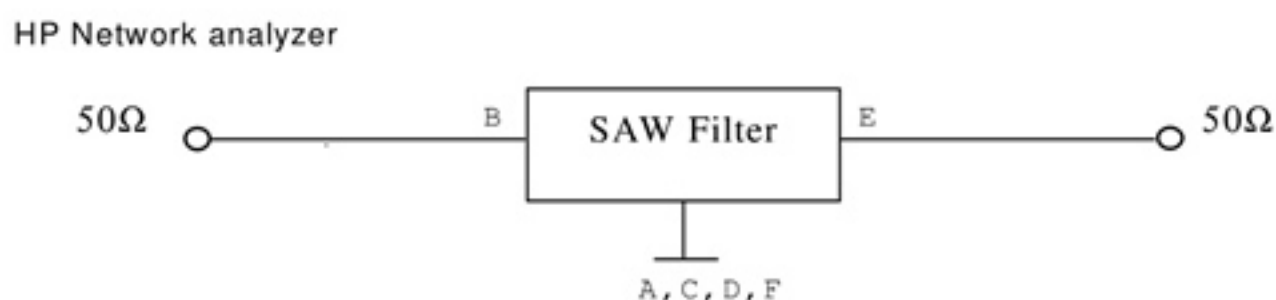 HP Network analyzer
50Ω B SAW Filter E 50Ω
A,C,D,F